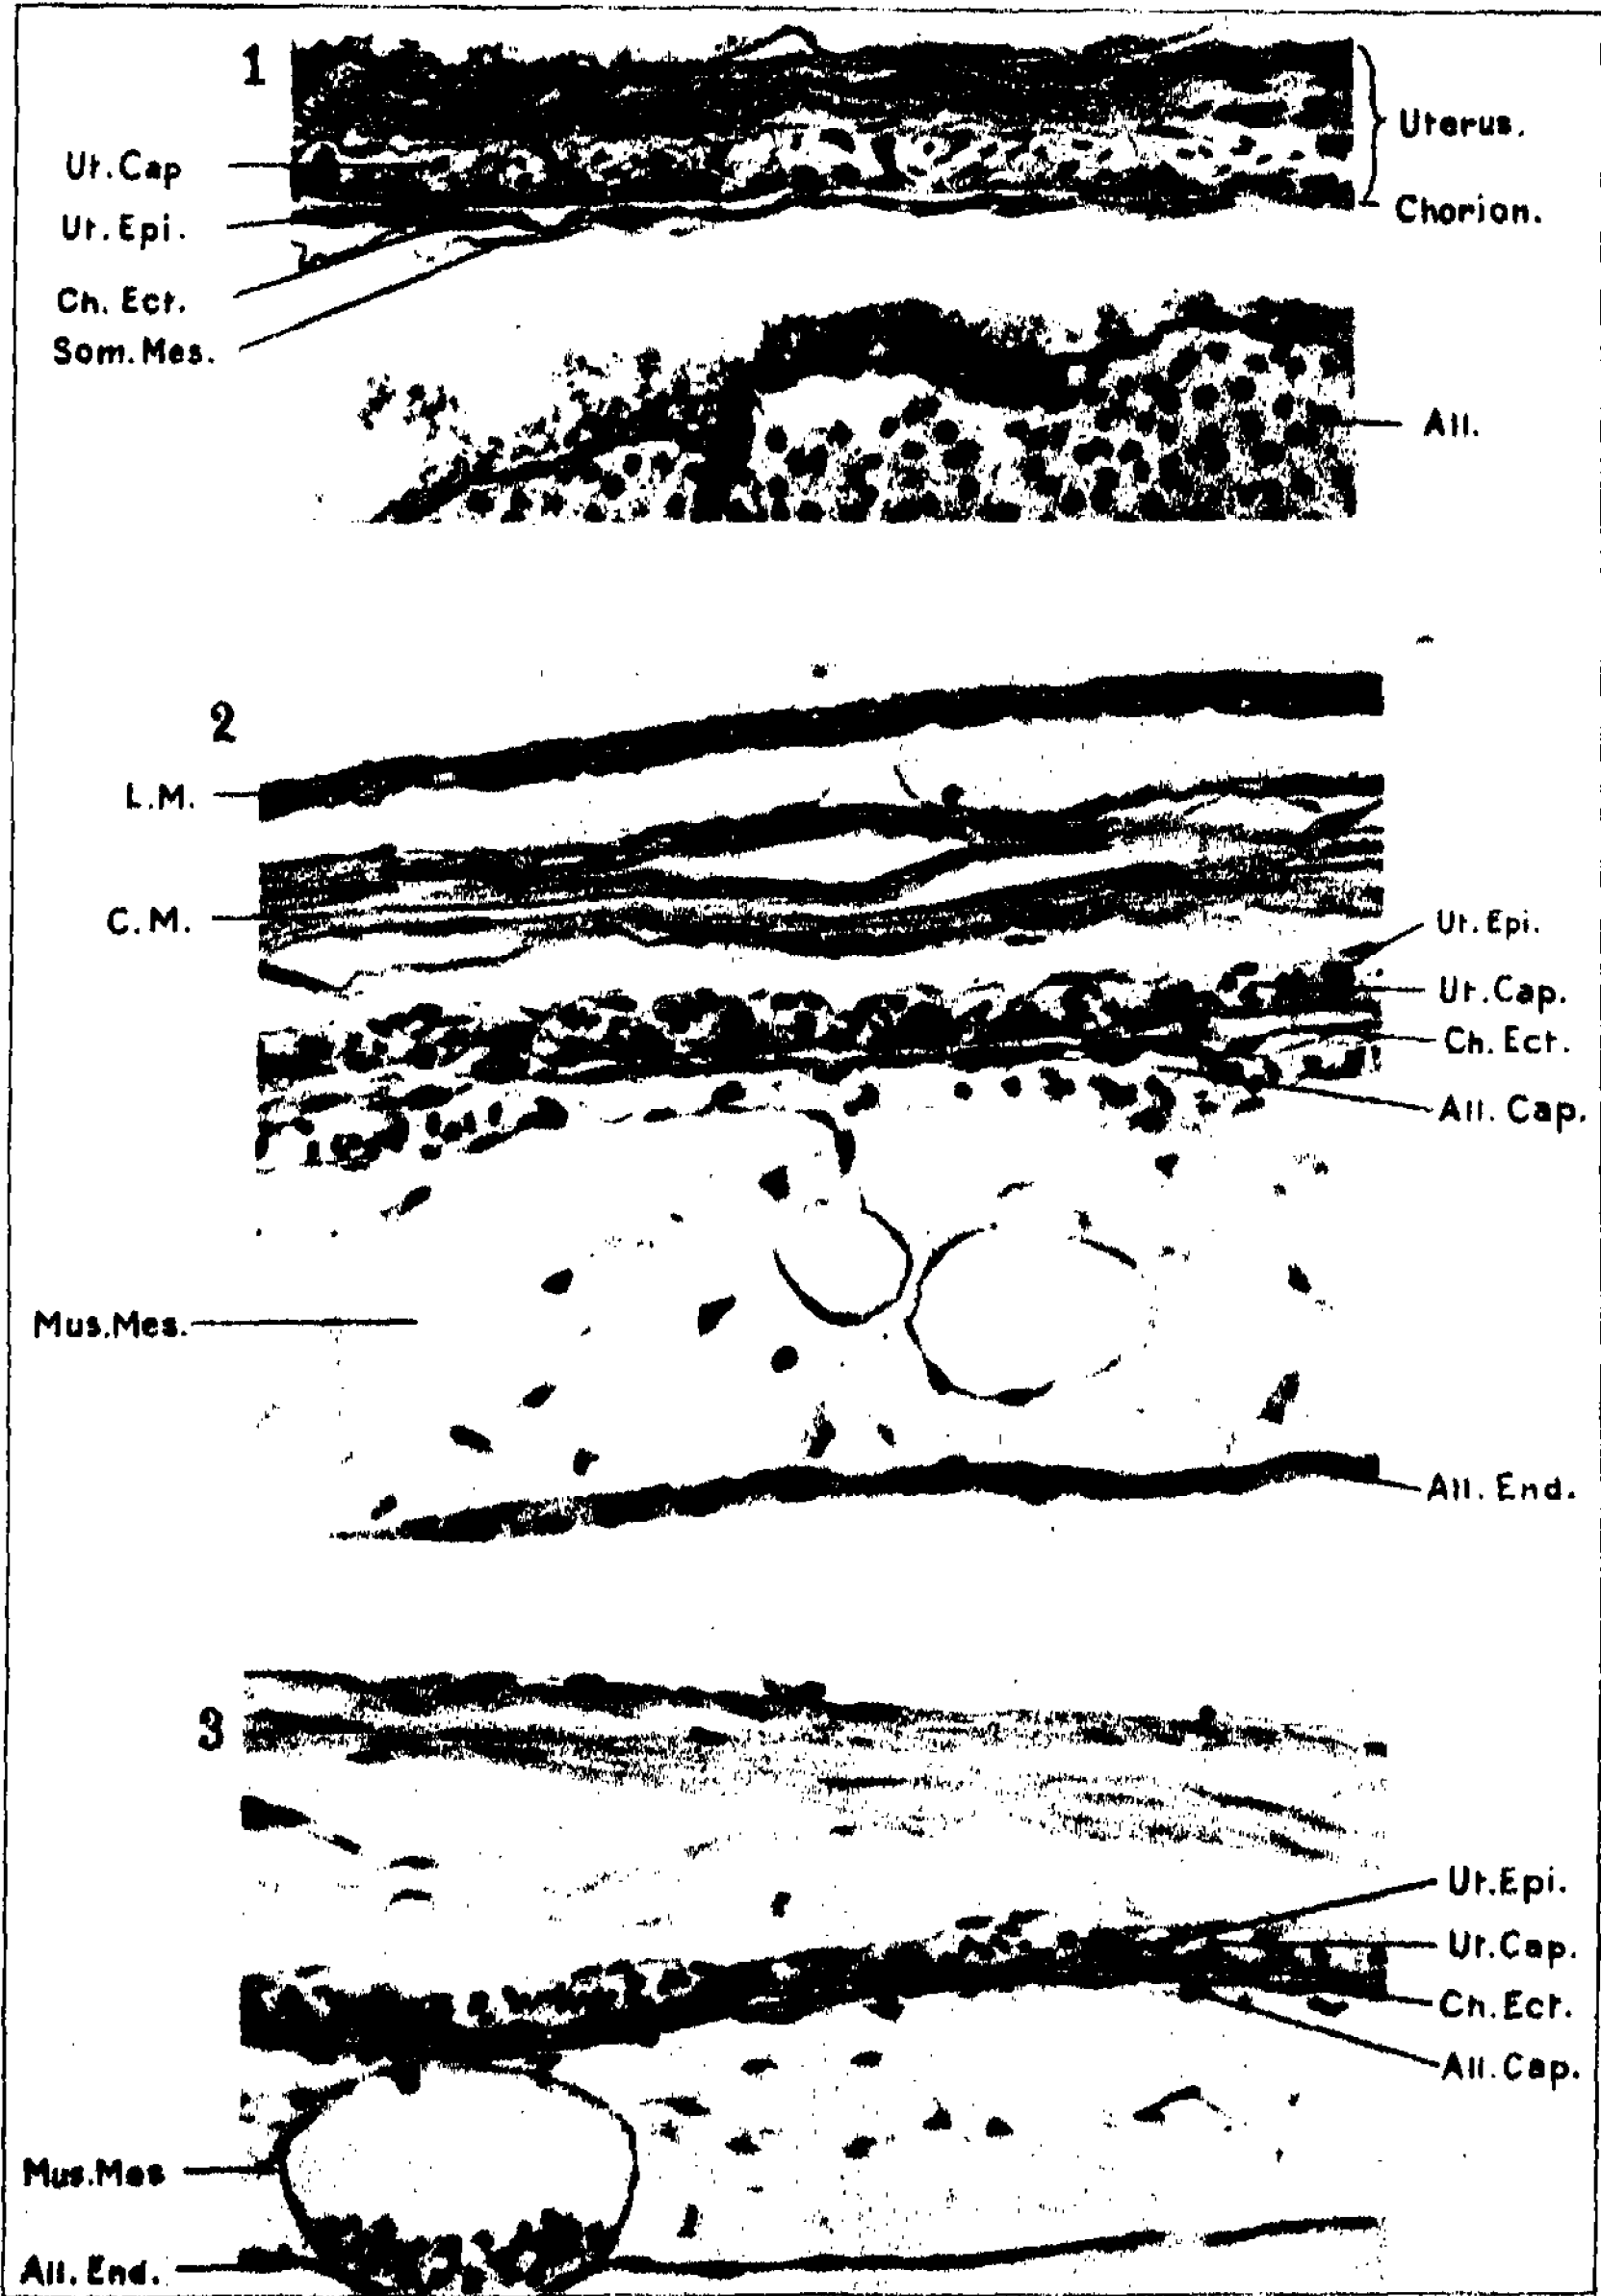 1
Uterus.
Ut.Cap
Chorion.
Ut.Epi.
Ch. Ect.
Som.Mes.
All.
2
L.M.
C.M.
Ut.Epi.
Ut.Cap.
Ch.Ect.
All.Cap.
Mus.Mes.
All.End.
3
Ut.Epi.
Ut.Cap.
Ch.Ect.
All.Cap.
Mus.Mes
All.End.